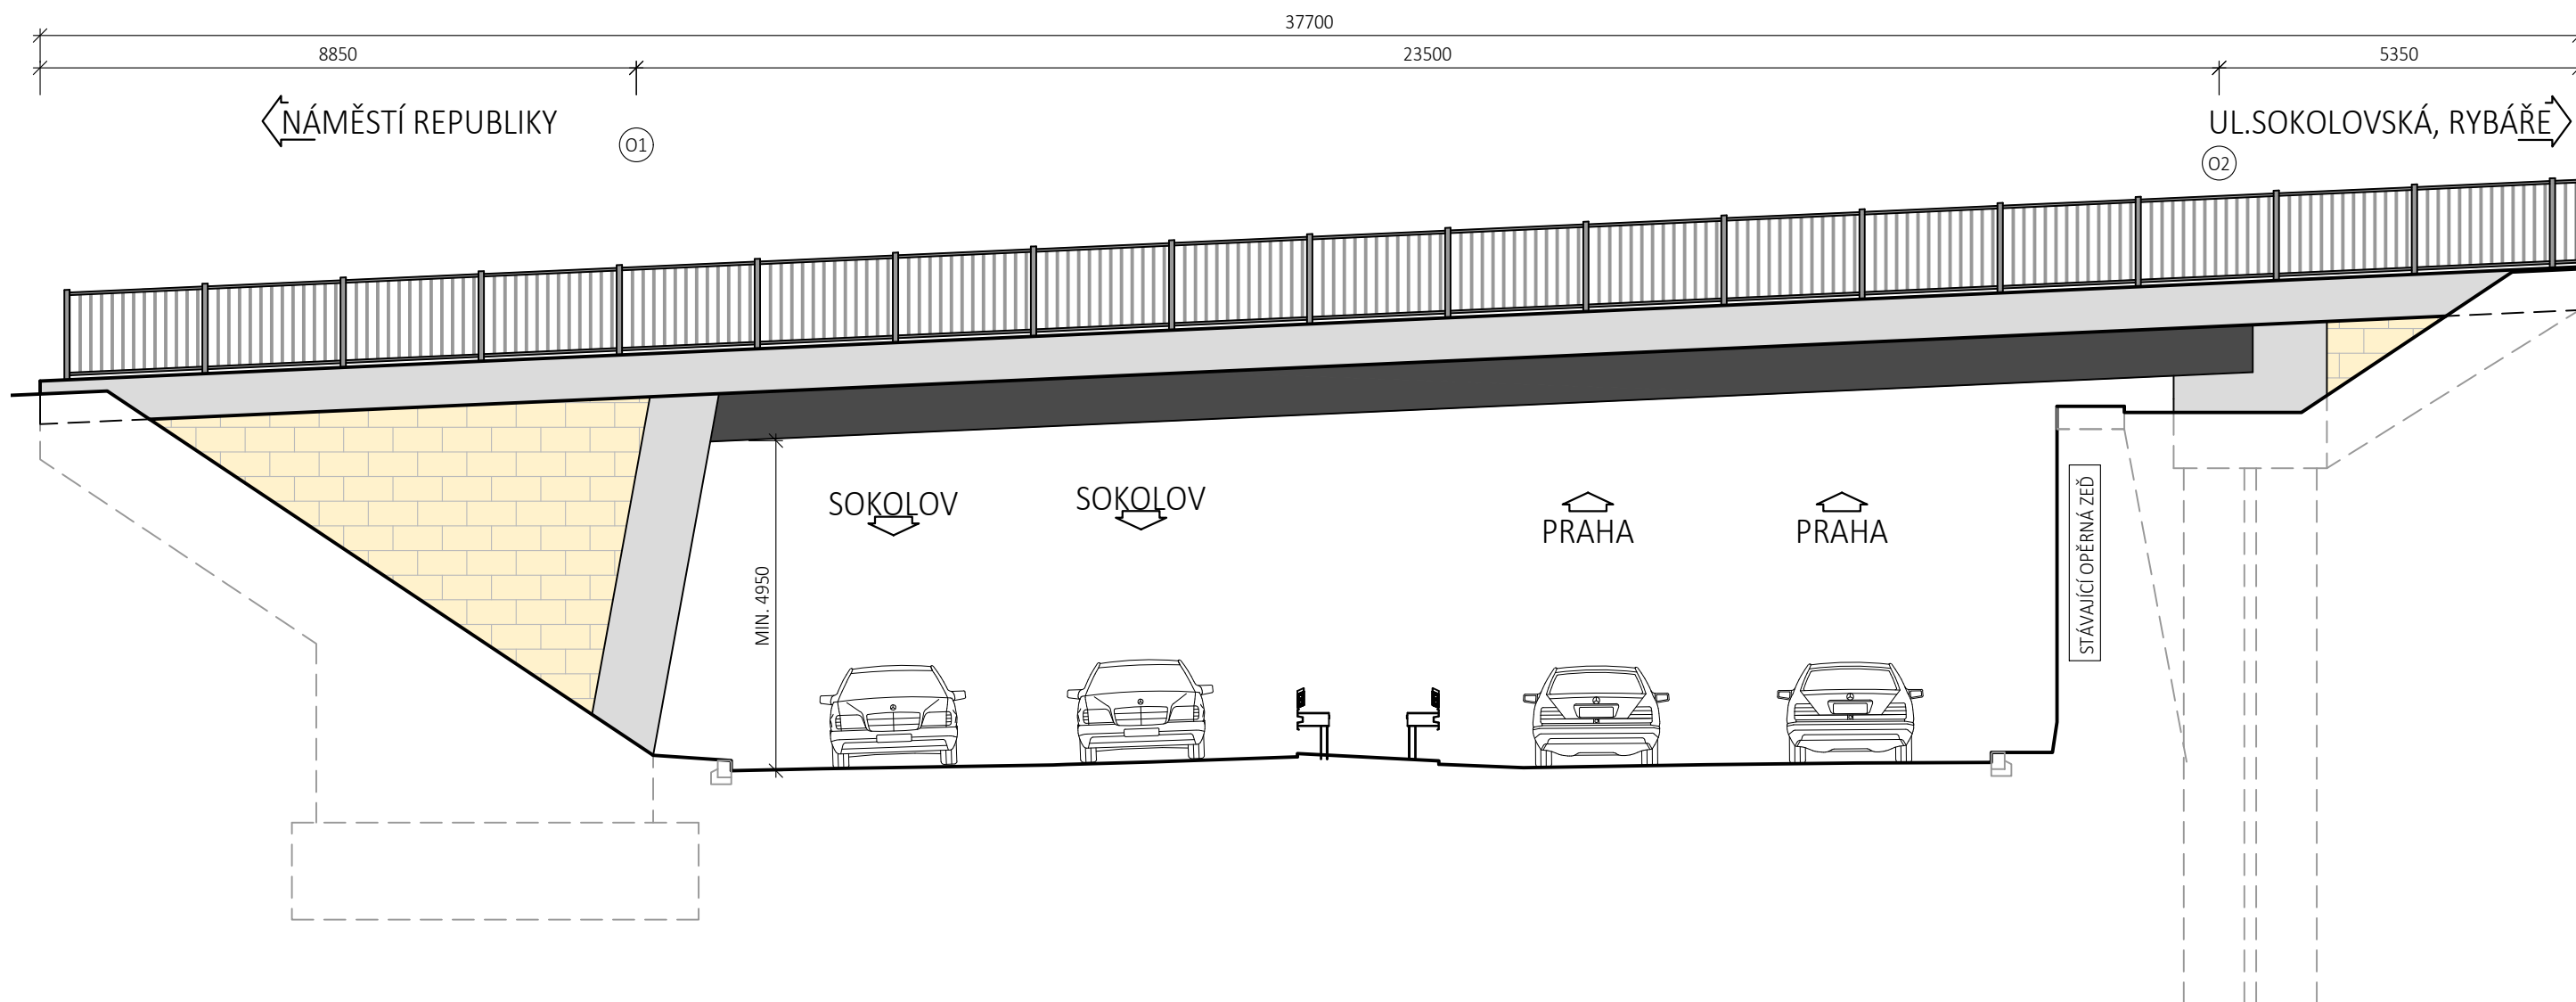 37700
8850
23500
5350
NÁMĚSTÍ REPUBLIKY
UL.SOKOLOVSKÁ, RYBÁŘE
O1
O2
SOKOLOV
SOKOLOV
PRAHA
PRAHA
MIN. 4950
STÁVAJÍCÍ OPĚRNÁ ZEĎ